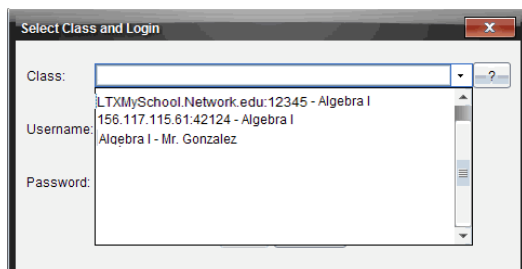 Select Class and Login
X
Class:
?
LTXMySchool.Network.edu:12345 - Algebra I
156.117.115.61:42124 - Algebra I
Username:
Algebra I - Mr. Gonzalez
Password: